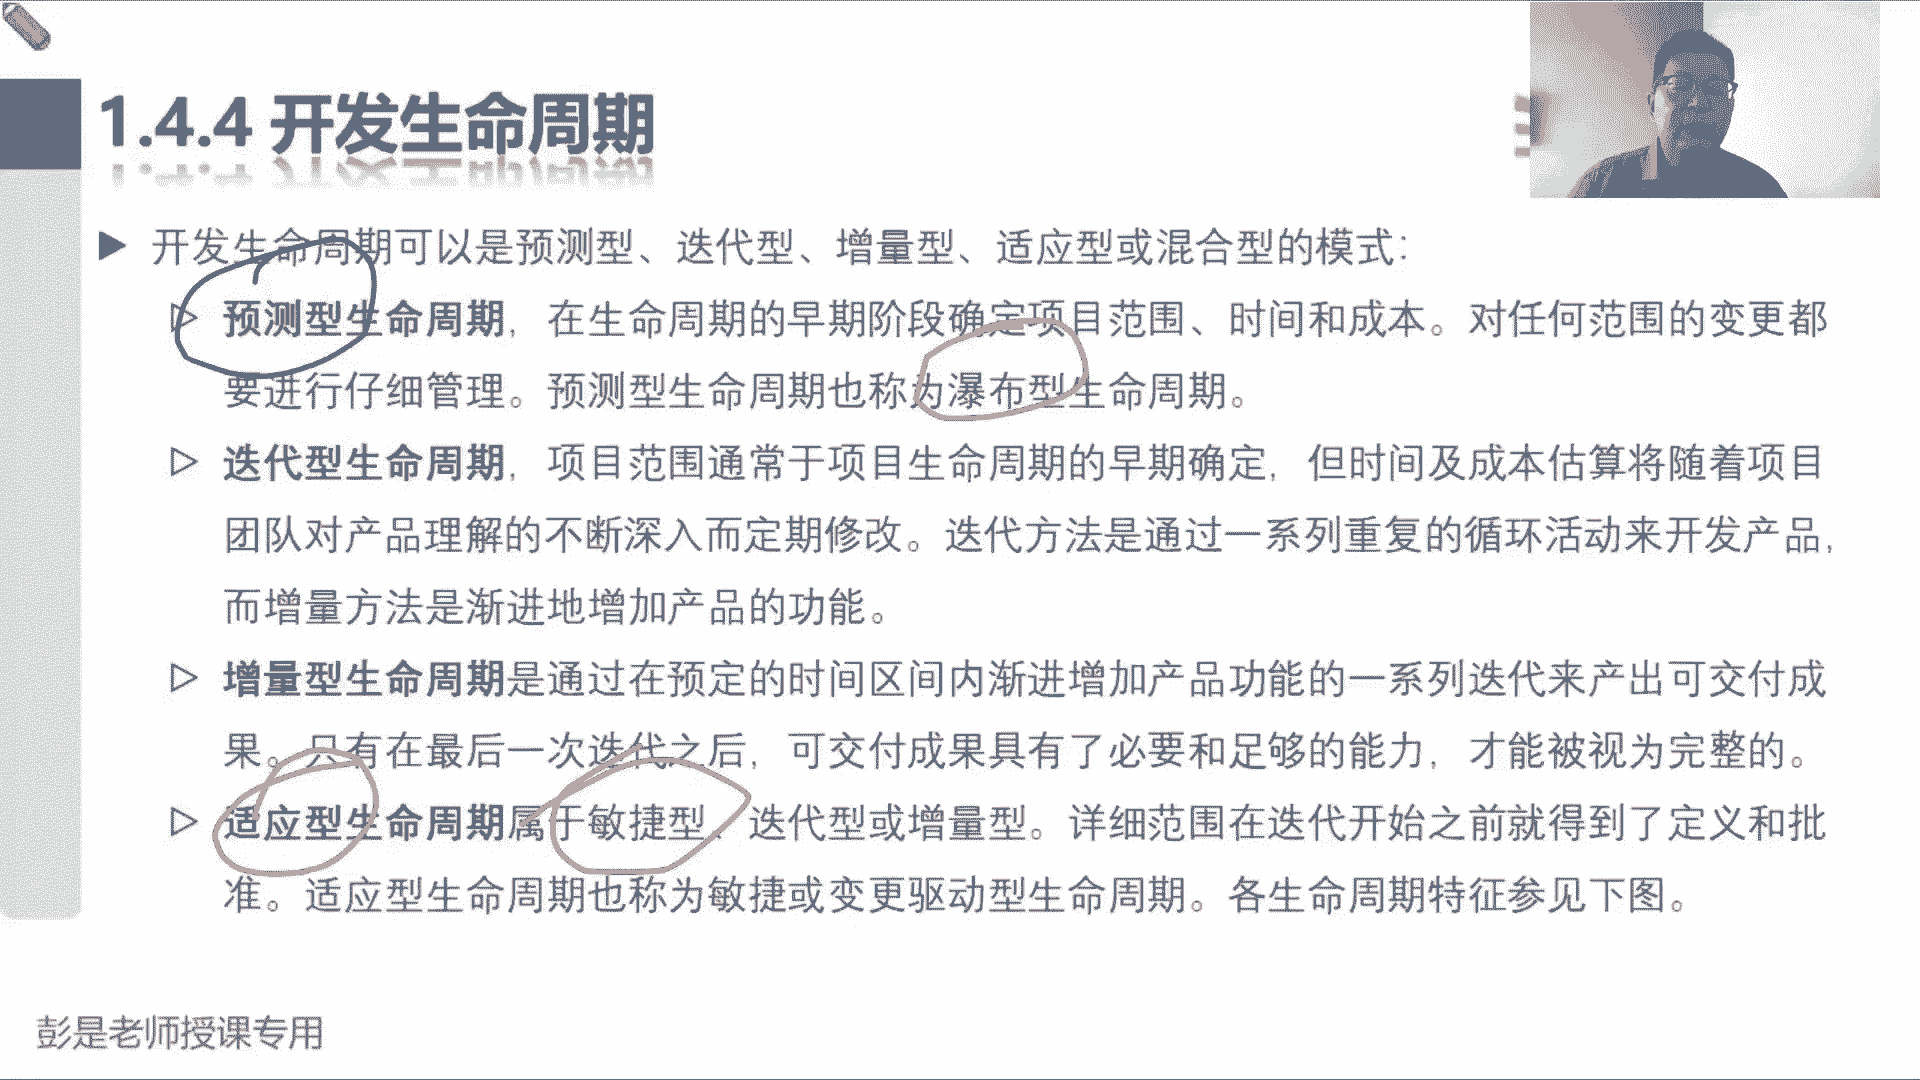 1.4.4 开发生命周期
开发生命周期可以是预测型、迭代型、增量型、适应型或混合型的模式：
预测型生命周期，在生命周期的早期阶段确定项目范围、时间和成本。对任何范围的变更都
要进行仔细管理。预测型生命周期也称为瀑布型生命周期。
迭代型生命周期，项目范围通常于项目生命周期的早期确定，但时间及成本估算将随着项目
团队对产品理解的不断深入而定期修改。迭代方法是通过一系列重复的循环活动来开发产品，
而增量方法是渐进地增加产品的功能。
增量型生命周期是通过在预定的时间区间内渐进增加产品功能的一系列迭代来产出可交付成
果。只有在最后一次迭代之后，可交付成果具有了必要和足够的能力，才能被视为完整的。
适应型生命周期属于敏捷型、迭代型或增量型。详细范围在迭代开始之前就得到了定义和批
准。适应型生命周期也称为敏捷或变更驱动型生命周期。各生命周期特征参见下图。
彭是老师授课专用